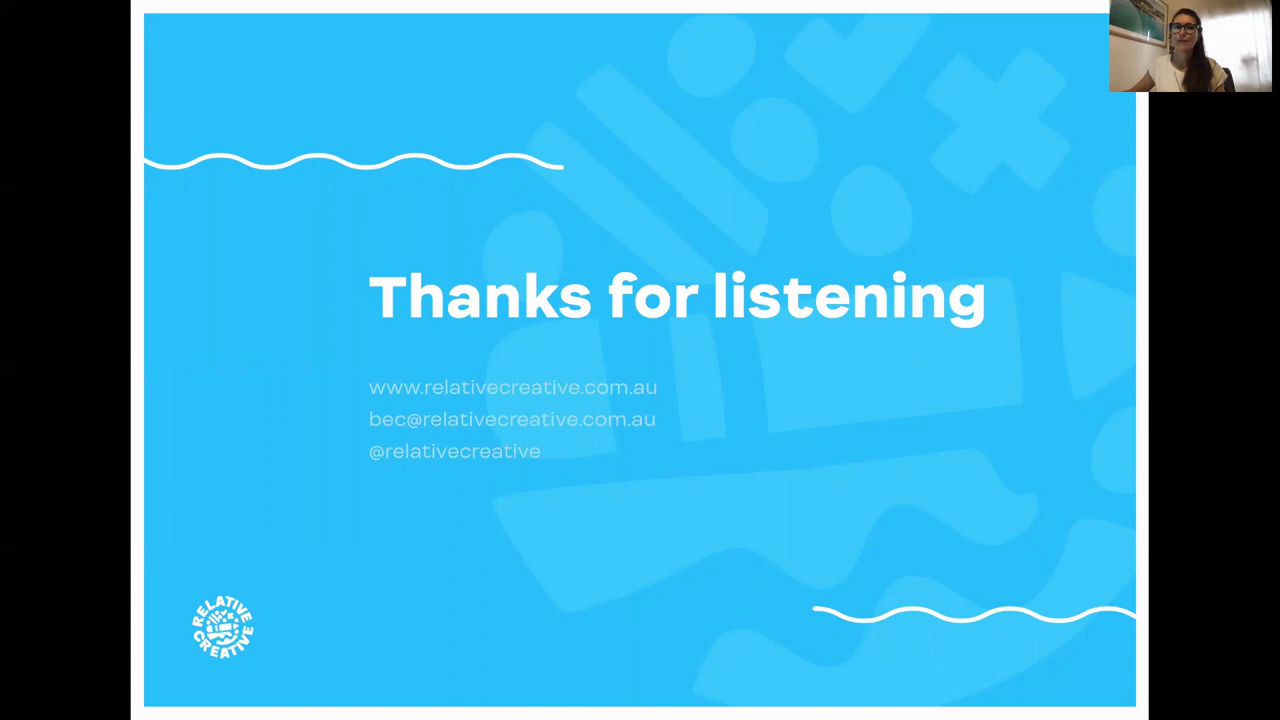 Thanks for listening
www.relativecreative.com.au
bec@relativecreative.com.au
@relativecreative
RELATIVE
CREATIVE